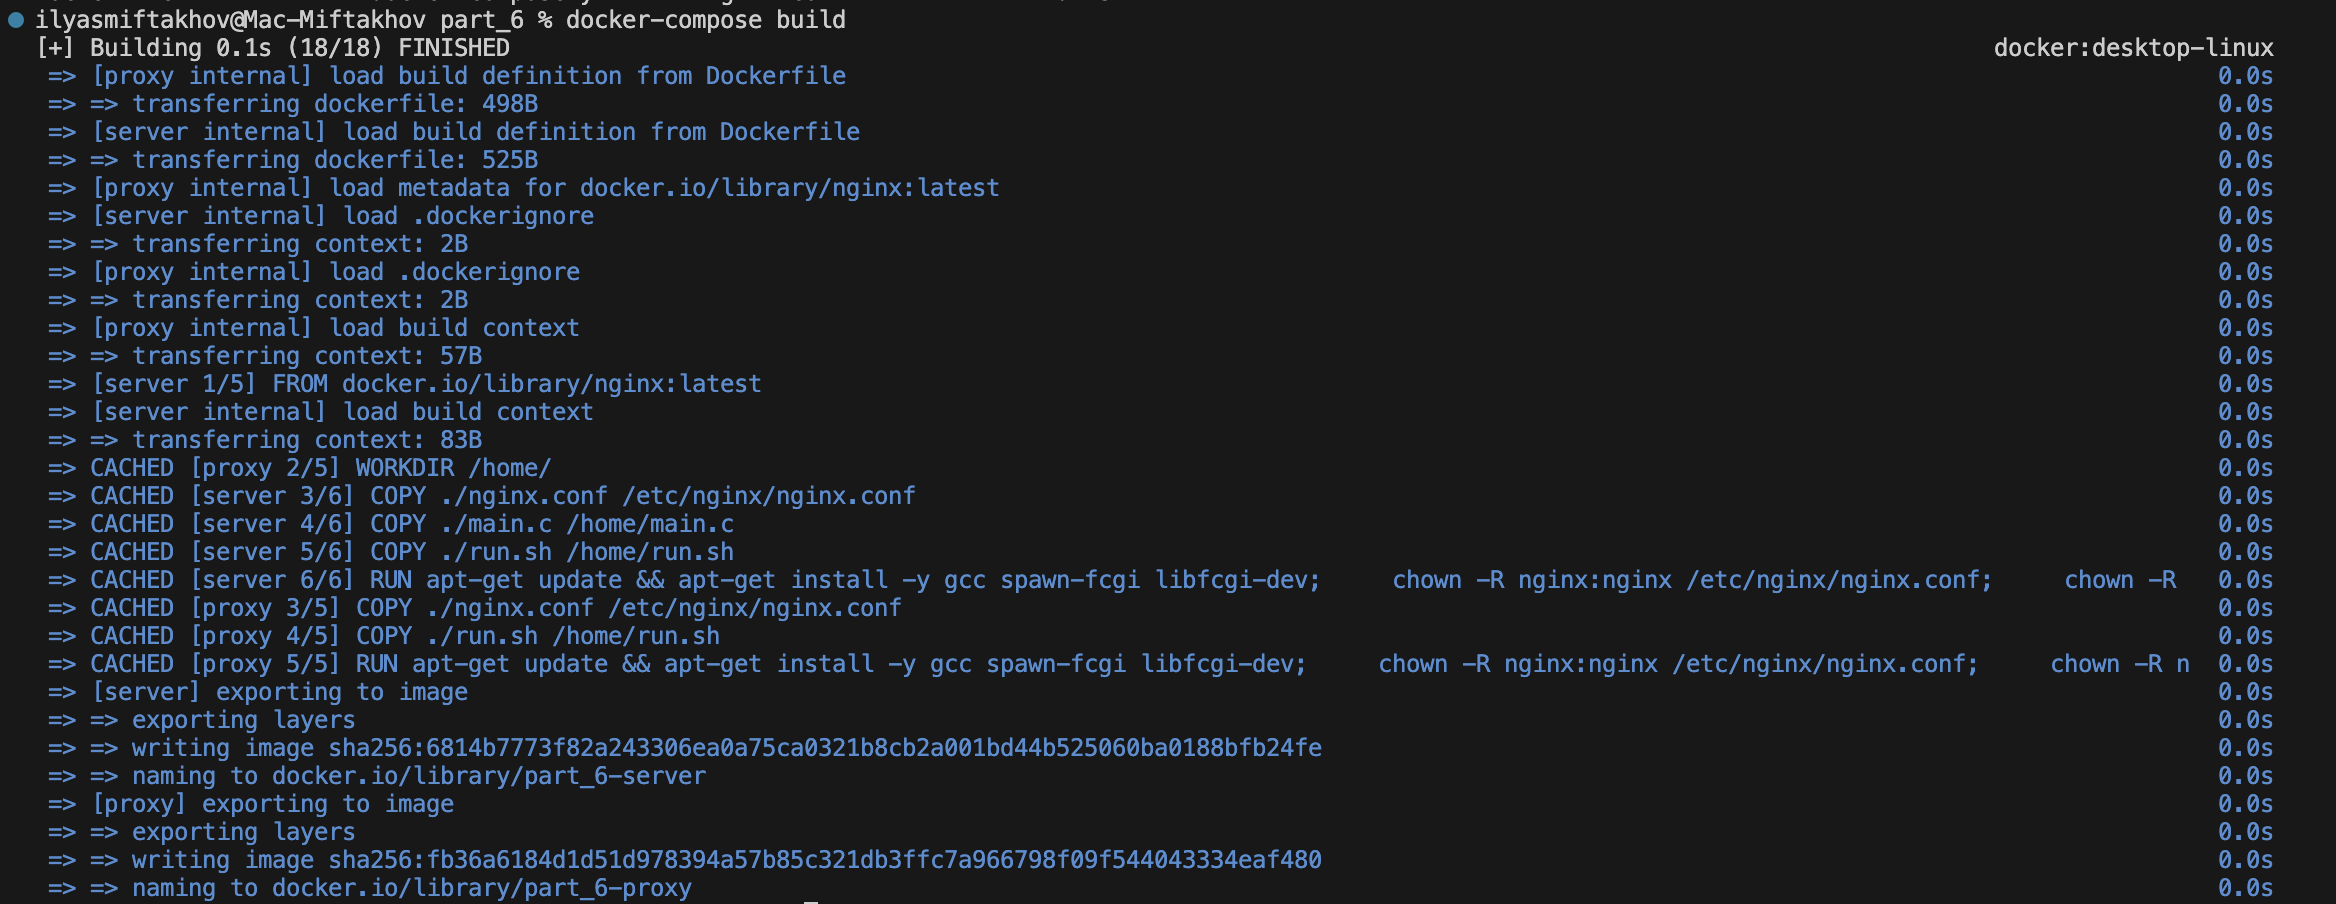 ilyasmiftakhov@Mac-Miftakhov part_6 % docker-compose build
[+] Building 0.1s (18/18) FINISHED docker:desktop-linux
=> [proxy internal] load build definition from Dockerfile 0.0s
=> => transferring dockerfile: 498B 0.0s
=> [server internal] load build definition from Dockerfile 0.0s
=> => transferring dockerfile: 525B 0.0s
=> [proxy internal] load metadata for docker.io/library/nginx:latest 0.0s
=> [server internal] load .dockerignore 0.0s
=> => transferring context: 2B 0.0s
=> [proxy internal] load .dockerignore 0.0s
=> => transferring context: 2B 0.0s
=> [proxy internal] load build context 0.0s
=> => transferring context: 57B 0.0s
=> [server 1/5] FROM docker.io/library/nginx:latest 0.0s
=> [server internal] load build context 0.0s
=> => transferring context: 83B 0.0s
=> CACHED [proxy 2/5] WORKDIR /home/ 0.0s
=> CACHED [server 3/6] COPY ./nginx.conf /etc/nginx/nginx.conf 0.0s
=> CACHED [server 4/6] COPY ./main.c /home/main.c 0.0s
=> CACHED [server 5/6] COPY ./run.sh /home/run.sh 0.0s
=> CACHED [server 6/6] RUN apt-get update && apt-get install -y gcc spawn-fcgi libfcgi-dev;     chown -R nginx:nginx /etc/nginx/nginx.conf;     chown -R 0.0s
=> CACHED [proxy 3/5] COPY ./nginx.conf /etc/nginx/nginx.conf 0.0s
=> CACHED [proxy 4/5] COPY ./run.sh /home/run.sh 0.0s
=> CACHED [proxy 5/5] RUN apt-get update && apt-get install -y gcc spawn-fcgi libfcgi-dev;     chown -R nginx:nginx /etc/nginx/nginx.conf;     chown -R n 0.0s
=> [server] exporting to image 0.0s
=> => exporting layers 0.0s
=> => writing image sha256:6814b7773f82a243306ea0a75ca0321b8cb2a001bd44b525060ba0188bfb24fe 0.0s
=> => naming to docker.io/library/part_6-server 0.0s
=> [proxy] exporting to image 0.0s
=> => exporting layers 0.0s
=> => writing image sha256:fb36a6184d1d51d978394a57b85c321db3ffc7a966798f09f544043334eaf480 0.0s
=> => naming to docker.io/library/part_6-proxy 0.0s